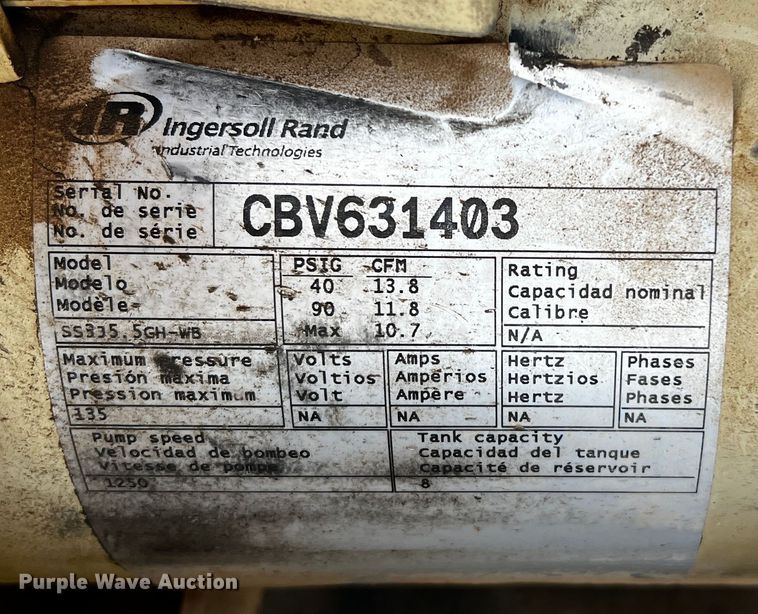 IR Ingersoll Rand
Industrial Technologies
Serial No.
No. de serie
No. de série
CBV631403
Model
Modelo
Modèle
SS3J5.5GH-WB
PSIG CFM
40 13.8
90 11.8
Max 10.7
Rating
Capacidad nominal
Calibre
N/A
Maximum pressure
Presión máxima
Pression maximum
135
Volts
Voltios
Volt
NA
Amps
Ampérios
Ampère
NA
Hertz
Hertzios
Hertz
NA
Phases
Fases
Phases
NA
Pump speed
Velocidad de bombeo
Vitesse de pompe
1250
Tank capacity
Capacidad del tanque
Capacité de réservoir
8
Purple Wave Auction